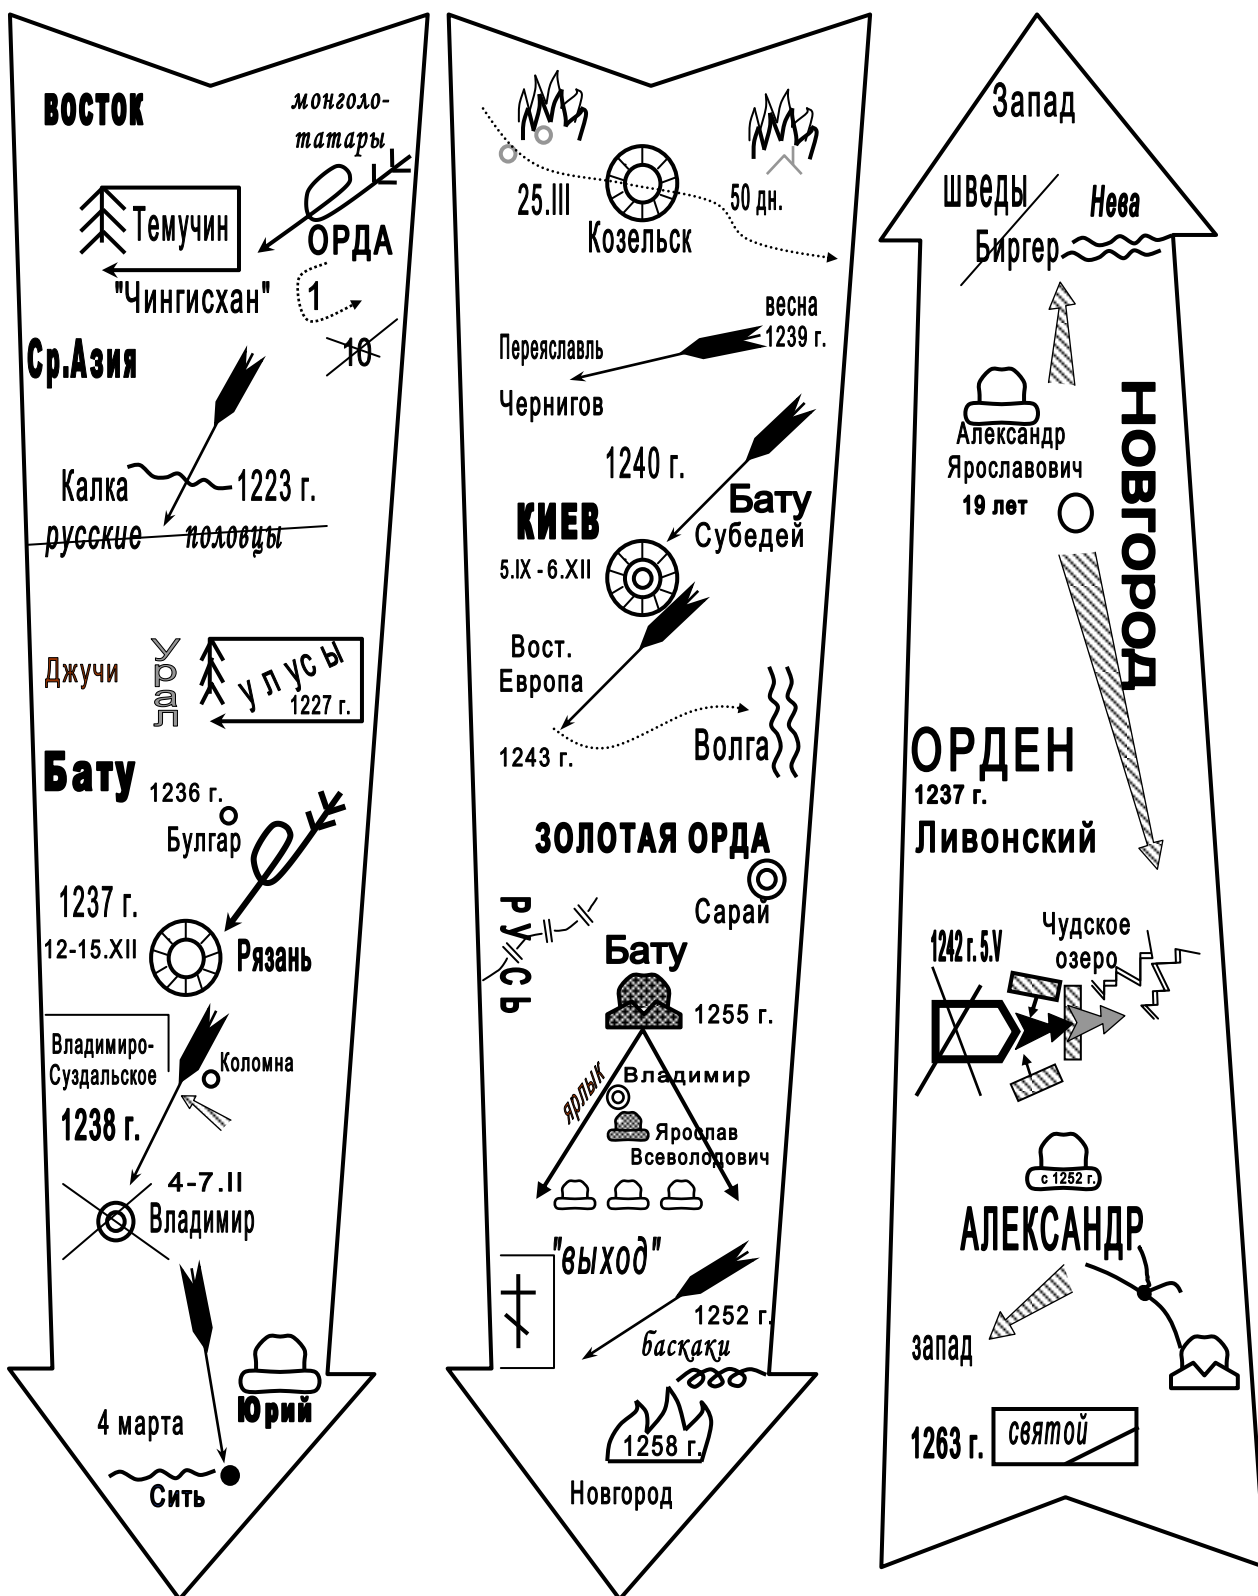 ВОСТОК
монголо-
татары
Темучин
ОРДА
"Чингисхан"
1
10
Ср.Азия
Калка
1223 г.
русские половцы
Джучи
Урал
улусы
1227 г.
Бату
1236 г.
Булгар
1237 г.
12-15.XII
Рязань
Владимиро-
Суздальское
Коломна
1238 г.
4-7.II
Владимир
Юрий
4 марта
Сить
25.III
50 дн.
Козельск
весна
1239 г.
Переяславль
Чернигов
1240 г.
Бату
КИЕВ
Субедей
5.IX - 6.XII
Вост.
Европа
1243 г.
Волга
ЗОЛОТАЯ ОРДА
Сарай
РУСЬ
Бату
1255 г.
ярлык
Владимир
Ярослав
Всеволодович
"выход"
1252 г.
баскаки
1258 г.
Новгород
Запад
шведы
Нева
Биргер
Александр
Ярославович
19 лет
НОВГОРОД
ОРДЕН
1237 г.
Ливонский
Чудское
озеро
1242 г. 5.V
с 1252 г.
АЛЕКСАНДР
запад
1263 г.
святой